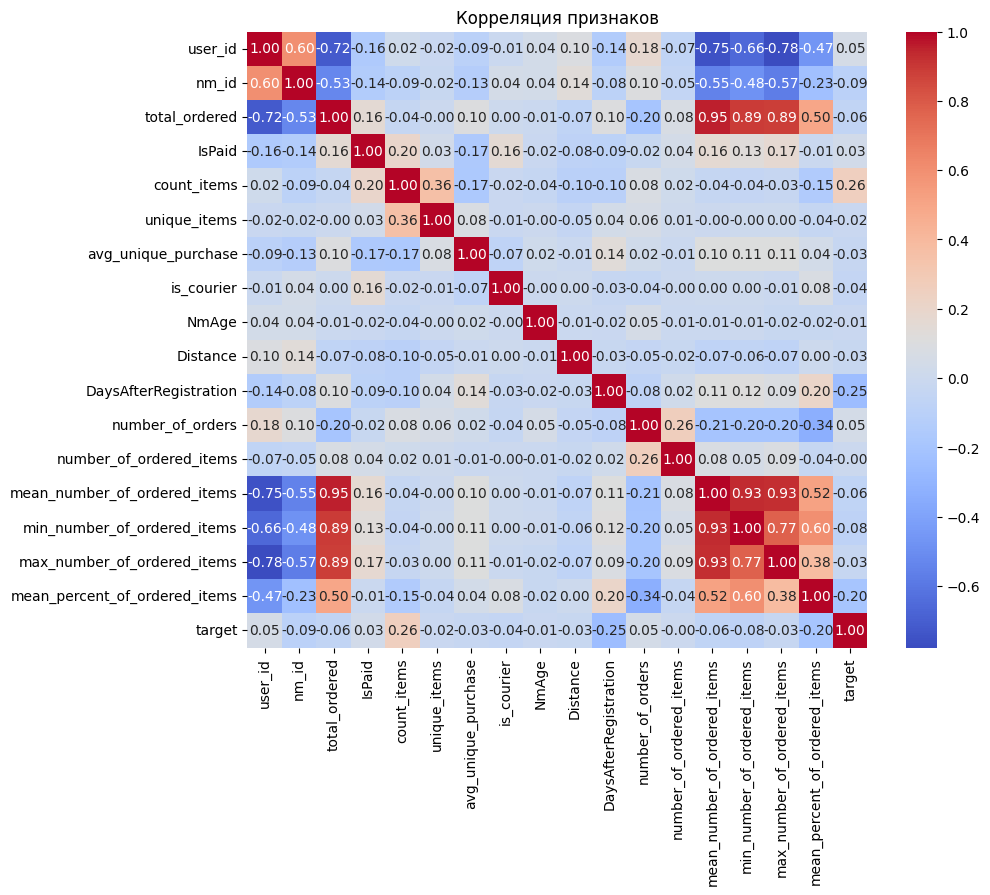 Корреляция признаков
user_id 1.00 0.60 -0.72 -0.16 0.02 -0.02 -0.09 -0.01 0.04 0.10 -0.14 0.18 -0.07 -0.75 -0.66 -0.78 -0.47 0.05
nm_id 0.60 1.00 -0.53 -0.14 -0.09 -0.02 -0.13 0.04 0.04 0.14 -0.08 0.10 -0.05 -0.55 -0.48 -0.57 -0.23 -0.09
total_ordered -0.72 -0.53 1.00 0.16 -0.04 -0.00 0.10 0.00 -0.01 -0.07 0.10 -0.20 0.08 0.95 0.89 0.89 0.50 -0.06
IsPaid -0.16 -0.14 0.16 1.00 0.20 0.03 -0.17 0.16 -0.02 -0.08 -0.09 -0.02 0.04 0.16 0.13 0.17 -0.01 0.03
count_items 0.02 -0.09 -0.04 0.20 1.00 0.36 -0.17 -0.02 -0.04 -0.10 -0.10 0.08 0.02 -0.04 -0.04 -0.03 -0.15 0.26
unique_items -0.02 -0.02 -0.00 0.03 0.36 1.00 0.08 -0.01 -0.00 -0.05 0.04 0.06 0.01 -0.00 -0.00 0.00 -0.04 -0.02
avg_unique_purchase -0.09 -0.13 0.10 -0.17 -0.17 0.08 1.00 -0.07 0.02 -0.01 0.14 0.02 -0.01 0.10 0.11 0.11 0.04 -0.03
is_courier -0.01 0.04 0.00 0.16 -0.02 -0.01 -0.07 1.00 -0.00 0.00 -0.03 -0.04 -0.00 0.00 0.00 -0.01 0.08 -0.04
NmAge 0.04 0.04 -0.01 -0.02 -0.04 -0.00 0.02 -0.00 1.00 -0.01 -0.02 0.05 -0.01 -0.01 -0.01 -0.02 -0.02 -0.01
Distance 0.10 0.14 -0.07 -0.08 -0.10 -0.05 -0.01 0.00 -0.01 1.00 -0.03 -0.05 -0.02 -0.07 -0.06 -0.07 0.00 -0.03
DaysAfterRegistration -0.14 -0.08 0.10 -0.09 -0.10 0.04 0.14 -0.03 -0.02 -0.03 1.00 -0.08 0.02 0.11 0.12 0.09 0.20 -0.25
number_of_orders 0.18 0.10 -0.20 -0.02 0.08 0.06 0.02 -0.04 0.05 -0.05 -0.08 1.00 0.26 -0.21 -0.20 -0.20 -0.34 0.05
number_of_ordered_items -0.07 -0.05 0.08 0.04 0.02 0.01 -0.01 -0.00 -0.01 -0.02 0.02 0.26 1.00 0.08 0.05 0.09 -0.04 -0.00
mean_number_of_ordered_items -0.75 -0.55 0.95 0.16 -0.04 -0.00 0.10 0.00 -0.01 -0.07 0.11 -0.21 0.08 1.00 0.93 0.93 0.52 -0.06
min_number_of_ordered_items -0.66 -0.48 0.89 0.13 -0.04 -0.00 0.11 0.00 -0.01 -0.06 0.12 -0.20 0.05 0.93 1.00 0.77 0.60 -0.08
max_number_of_ordered_items -0.78 -0.57 0.89 0.17 -0.03 0.00 0.11 -0.01 -0.02 -0.07 0.09 -0.20 0.09 0.93 0.77 1.00 0.38 -0.03
mean_percent_of_ordered_items -0.47 -0.23 0.50 -0.01 -0.15 -0.04 0.04 0.08 -0.02 0.00 0.20 -0.34 -0.04 0.52 0.60 0.38 1.00 -0.20
target 0.05 -0.09 -0.06 0.03 0.26 -0.02 -0.03 -0.04 -0.01 -0.03 -0.25 0.05 -0.00 -0.06 -0.08 -0.03 -0.20 1.00
user_id
nm_id
total_ordered
IsPaid
count_items
unique_items
avg_unique_purchase
is_courier
NmAge
Distance
DaysAfterRegistration
number_of_orders
number_of_ordered_items
mean_number_of_ordered_items
min_number_of_ordered_items
max_number_of_ordered_items
mean_percent_of_ordered_items
target
1.0
0.8
0.6
0.4
0.2
0.0
−0.2
−0.4
−0.6